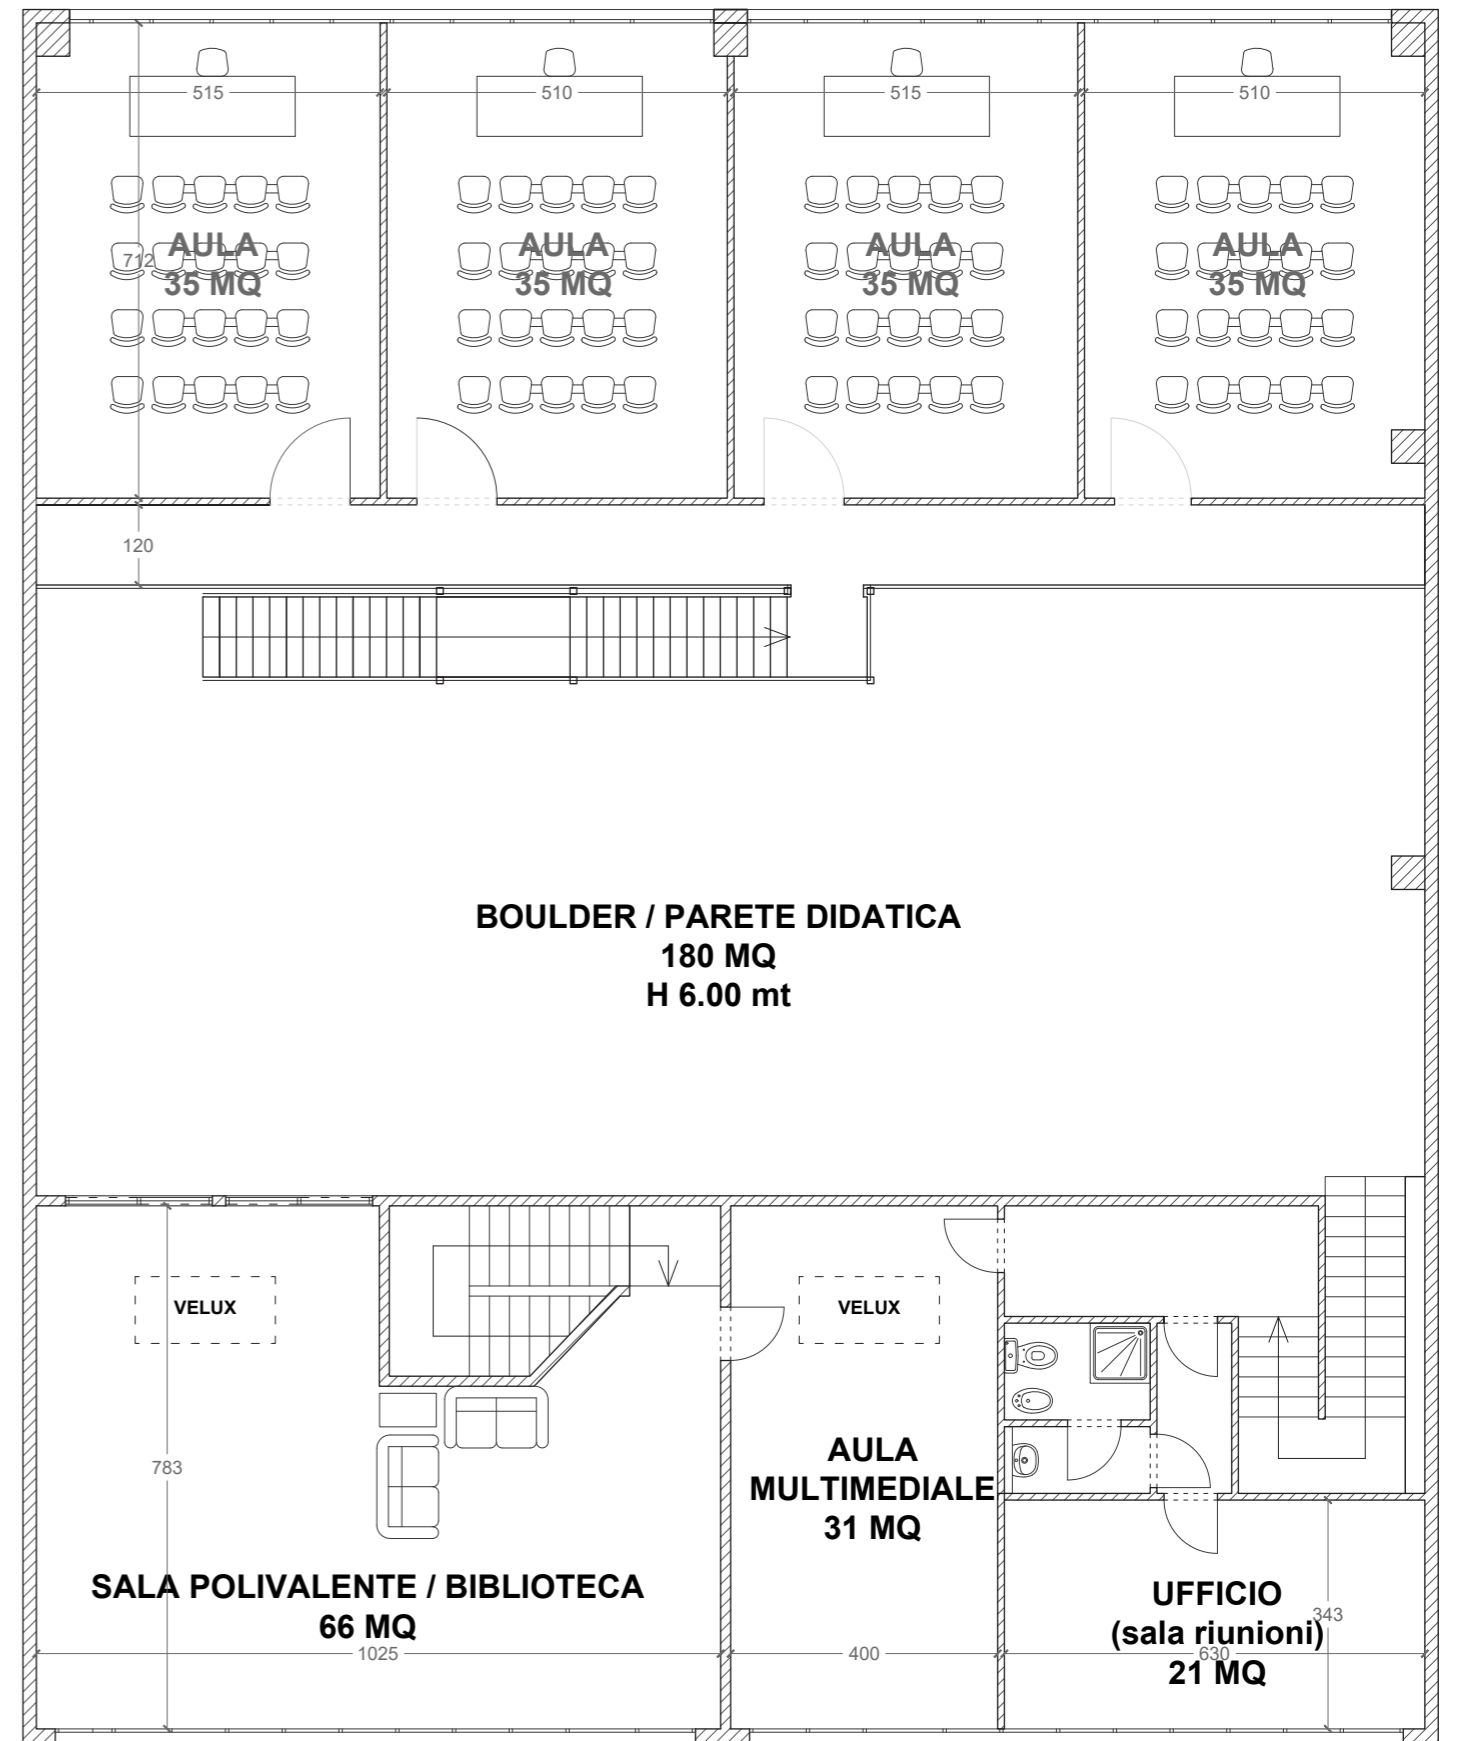 515
510
515
510
AULA
35 MQ
AULA
35 MQ
AULA
35 MQ
AULA
35 MQ
712
120
BOULDER / PARETE DIDATICA
180 MQ
H 6.00 mt
VELUX
VELUX
783
AULA
MULTIMEDIALE
31 MQ
SALA POLIVALENTE / BIBLIOTECA
66 MQ
UFFICIO
(sala riunioni)
21 MQ
343
1025
400
630